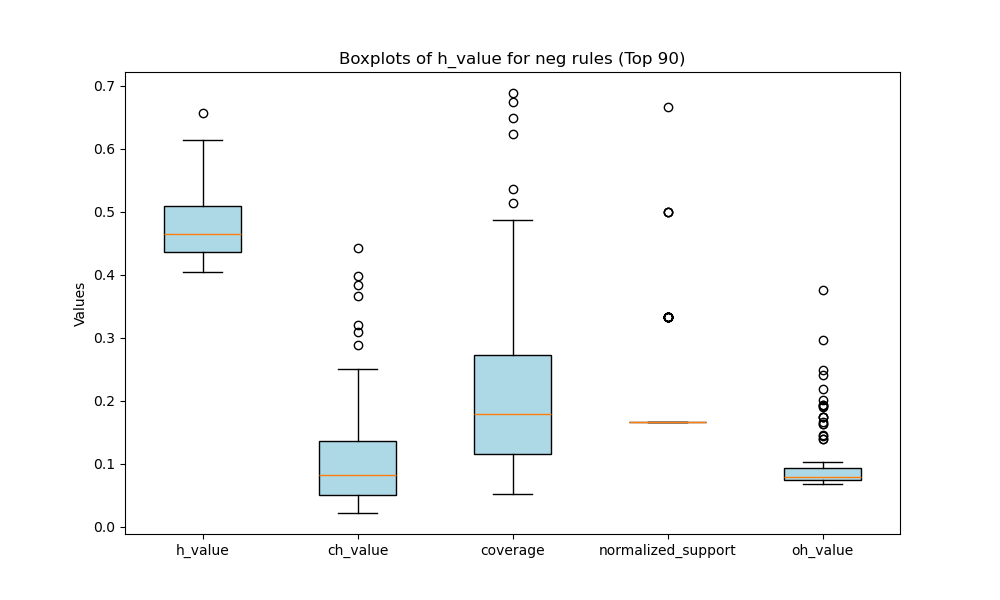 Boxplots of h_value for neg rules (Top 90)
Values
0.7
0.6
0.5
0.4
0.3
0.2
0.1
0.0
h_value
ch_value
coverage
normalized_support
oh_value